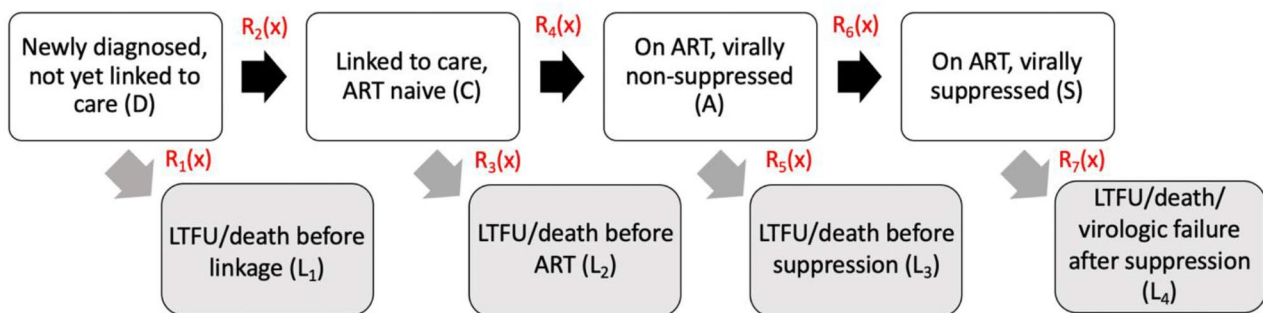 Newly diagnosed,
not yet linked to
care (D)
R₂(x)
Linked to care,
ART naive (C)
R₄(x)
On ART, virally
non-suppressed
(A)
R₆(x)
On ART, virally
suppressed (S)
R₁(x)
LTFU/death before
linkage (L₁)
R₃(x)
LTFU/death before
ART (L₂)
R₅(x)
LTFU/death before
suppression (L₃)
R₇(x)
LTFU/death/
virologic failure
after suppression
(L₄)